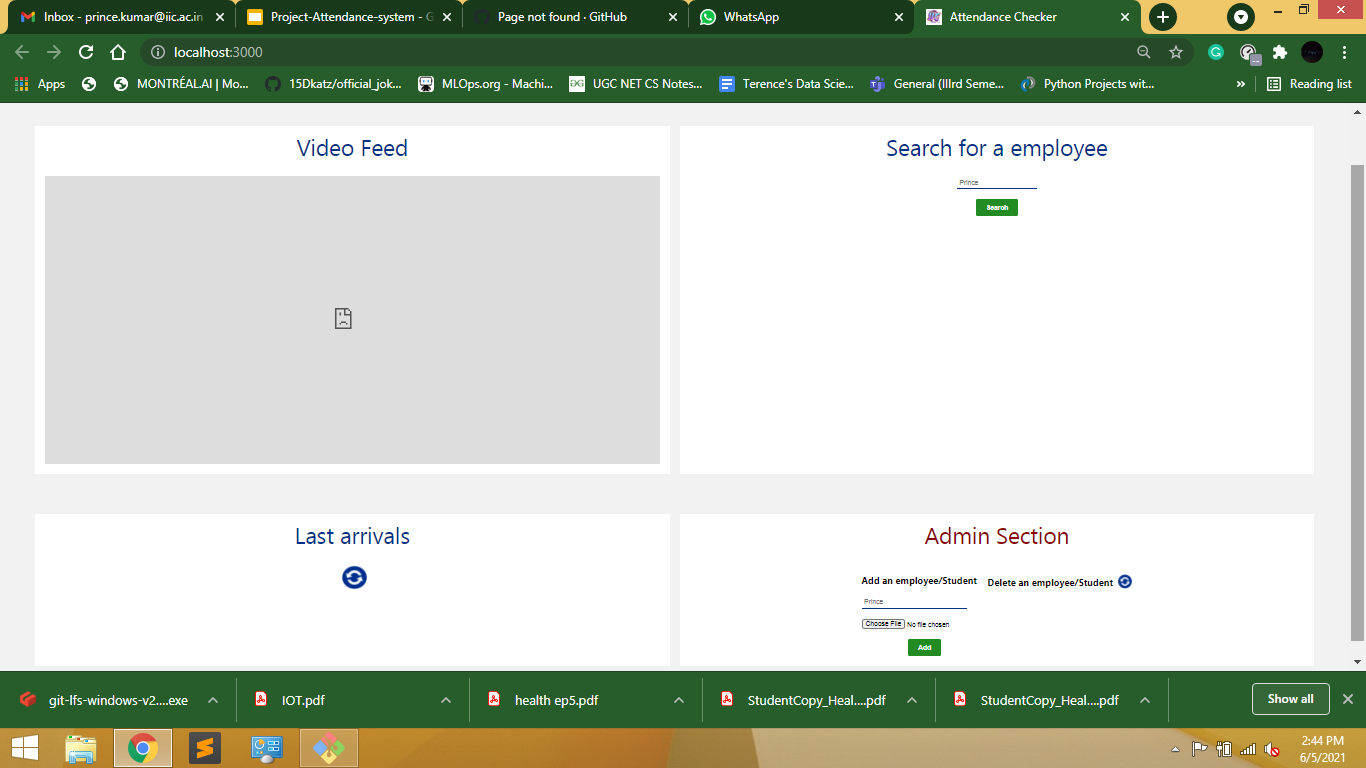 Inbox - prince.kumar@iic.ac.in
Project-Attendance-system - G
Page not found · GitHub
WhatsApp
Attendance Checker
localhost:3000
Apps
MONTRÉAL.AI | Mo...
15Dkatz/official_jok...
MLOps.org - Machi...
UGC NET CS Notes...
Terence's Data Scie...
General (IIIrd Seme...
Python Projects wit...
»
Reading list
Video Feed
Search for a employee
Prince
Search
Last arrivals
Admin Section
Add an employee/Student
Delete an employee/Student
Prince
Choose File No file chosen
Add
git-lfs-windows-v2....exe
IOT.pdf
health ep5.pdf
StudentCopy_Heal....pdf
StudentCopy_Heal....pdf
Show all
2:44 PM
6/5/2021